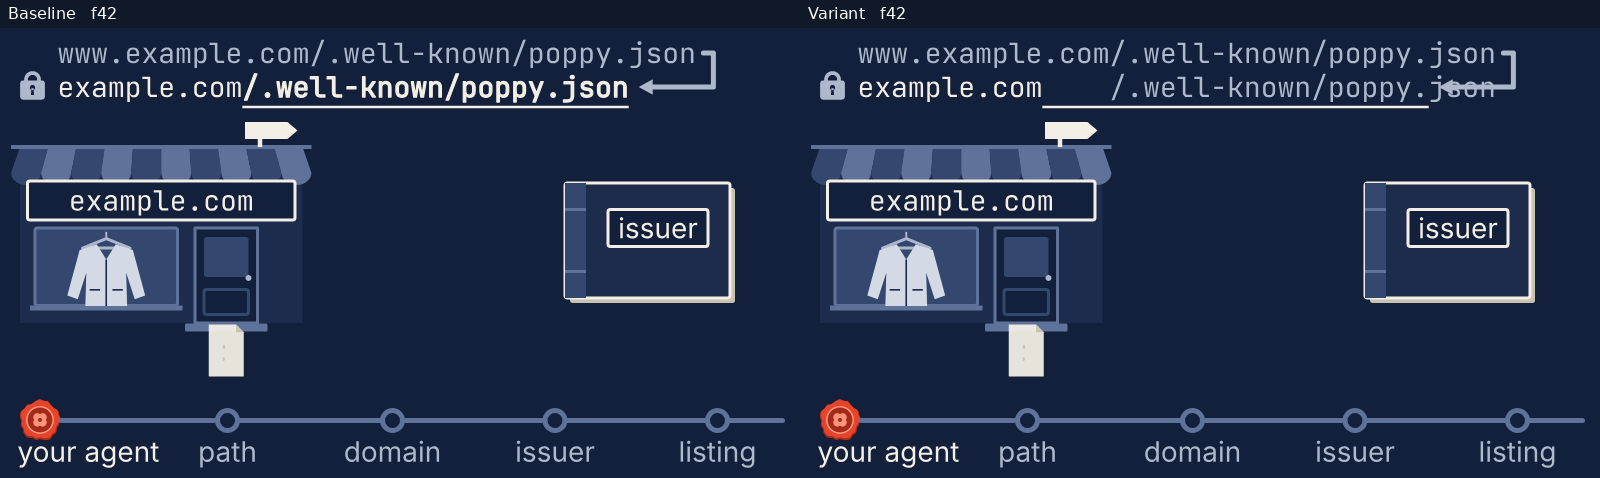 Baseline f42
www.example.com/.well-known/poppy.json
example.com/.well-known/poppy.json
example.com
issuer
your agent path domain issuer listing
Variant f42
www.example.com/.well-known/poppy.json
example.com /.well-known/poppy.json
example.com
issuer
your agent path domain issuer listing